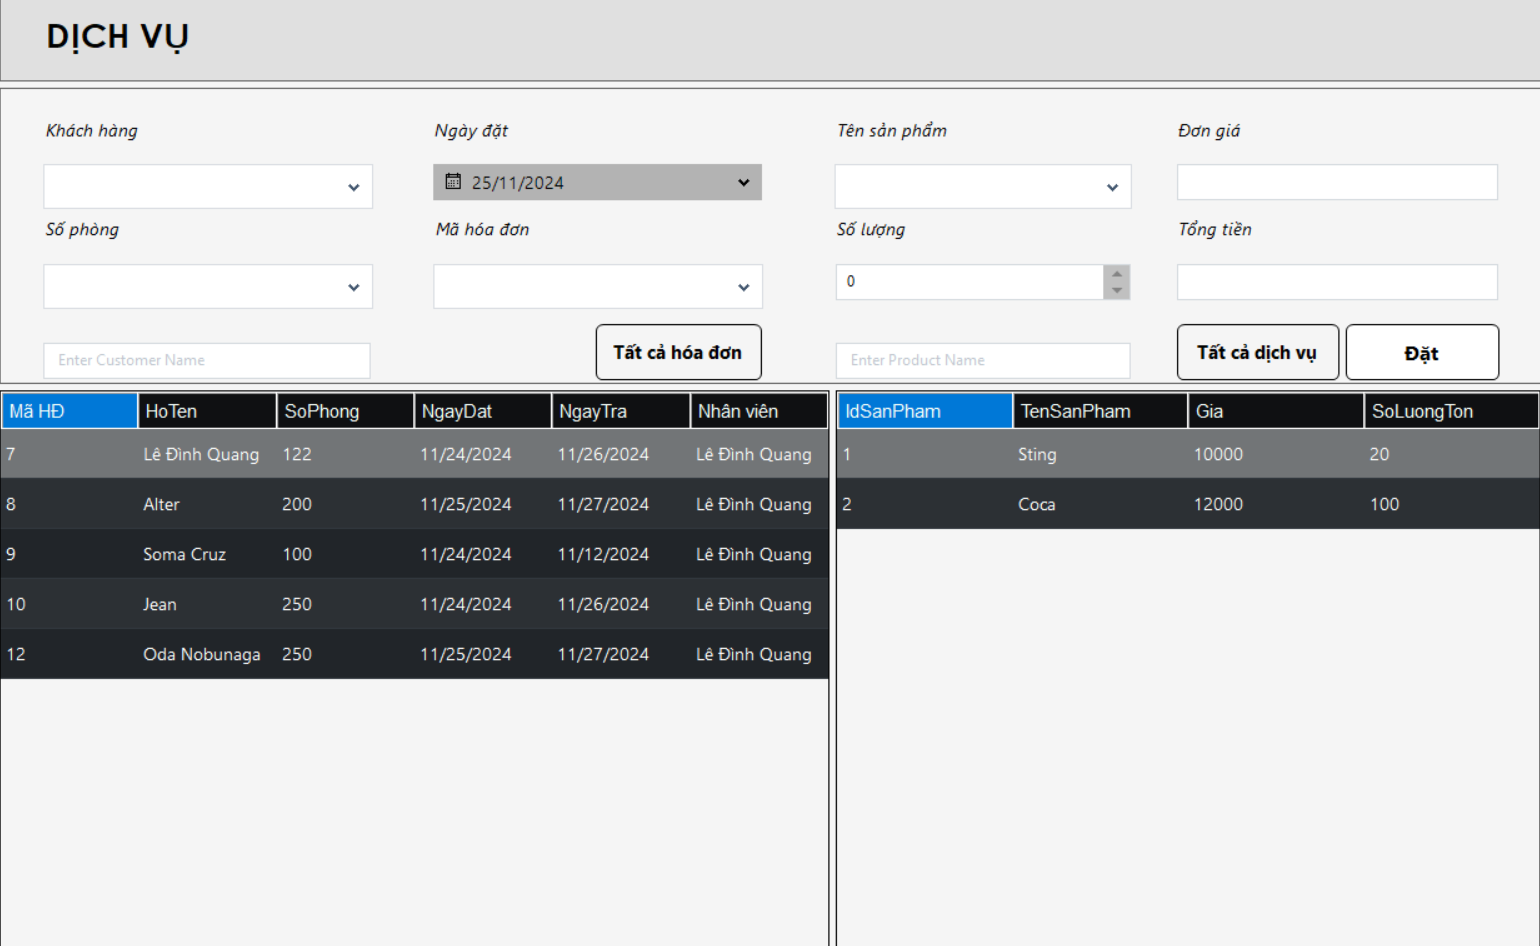 DỊCH VỤ
Khách hàng Ngày đặt Tên sản phẩm Đơn giá
25/11/2024
Số phòng Mã hóa đơn Số lượng Tổng tiền
0
Enter Customer Name Tất cả hóa đơn Enter Product Name Tất cả dịch vụ Đặt
Mã HĐ HoTen SoPhong NgayDat NgayTra Nhân viên
7 Lê Đình Quang 122 11/24/2024 11/26/2024 Lê Đình Quang
8 Alter 200 11/25/2024 11/27/2024 Lê Đình Quang
9 Soma Cruz 100 11/24/2024 11/12/2024 Lê Đình Quang
10 Jean 250 11/24/2024 11/26/2024 Lê Đình Quang
12 Oda Nobunaga 250 11/25/2024 11/27/2024 Lê Đình Quang
IdSanPham TenSanPham Gia SoLuongTon
1 Sting 10000 20
2 Coca 12000 100